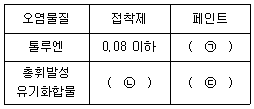 오염물질 접착제 페인트
톨루엔 0.08 이하 ( ㉠ )
총휘발성
유기화합물 ( ㉡ ) ( ㉢ )